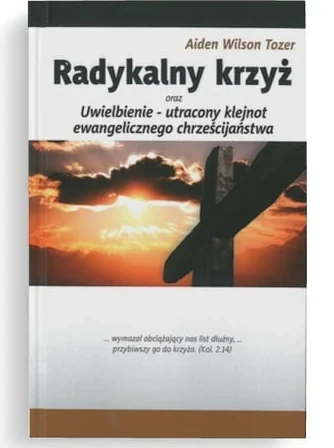 Aiden Wilson Tozer
Radykalny krzyż
oraz
Uwielbienie - utracony klejnot
ewangelicznego chrześcijaństwa
... wymazał obciążający nas list dłużny, ...
przybiwszy go do krzyża. (Kol. 2.14)